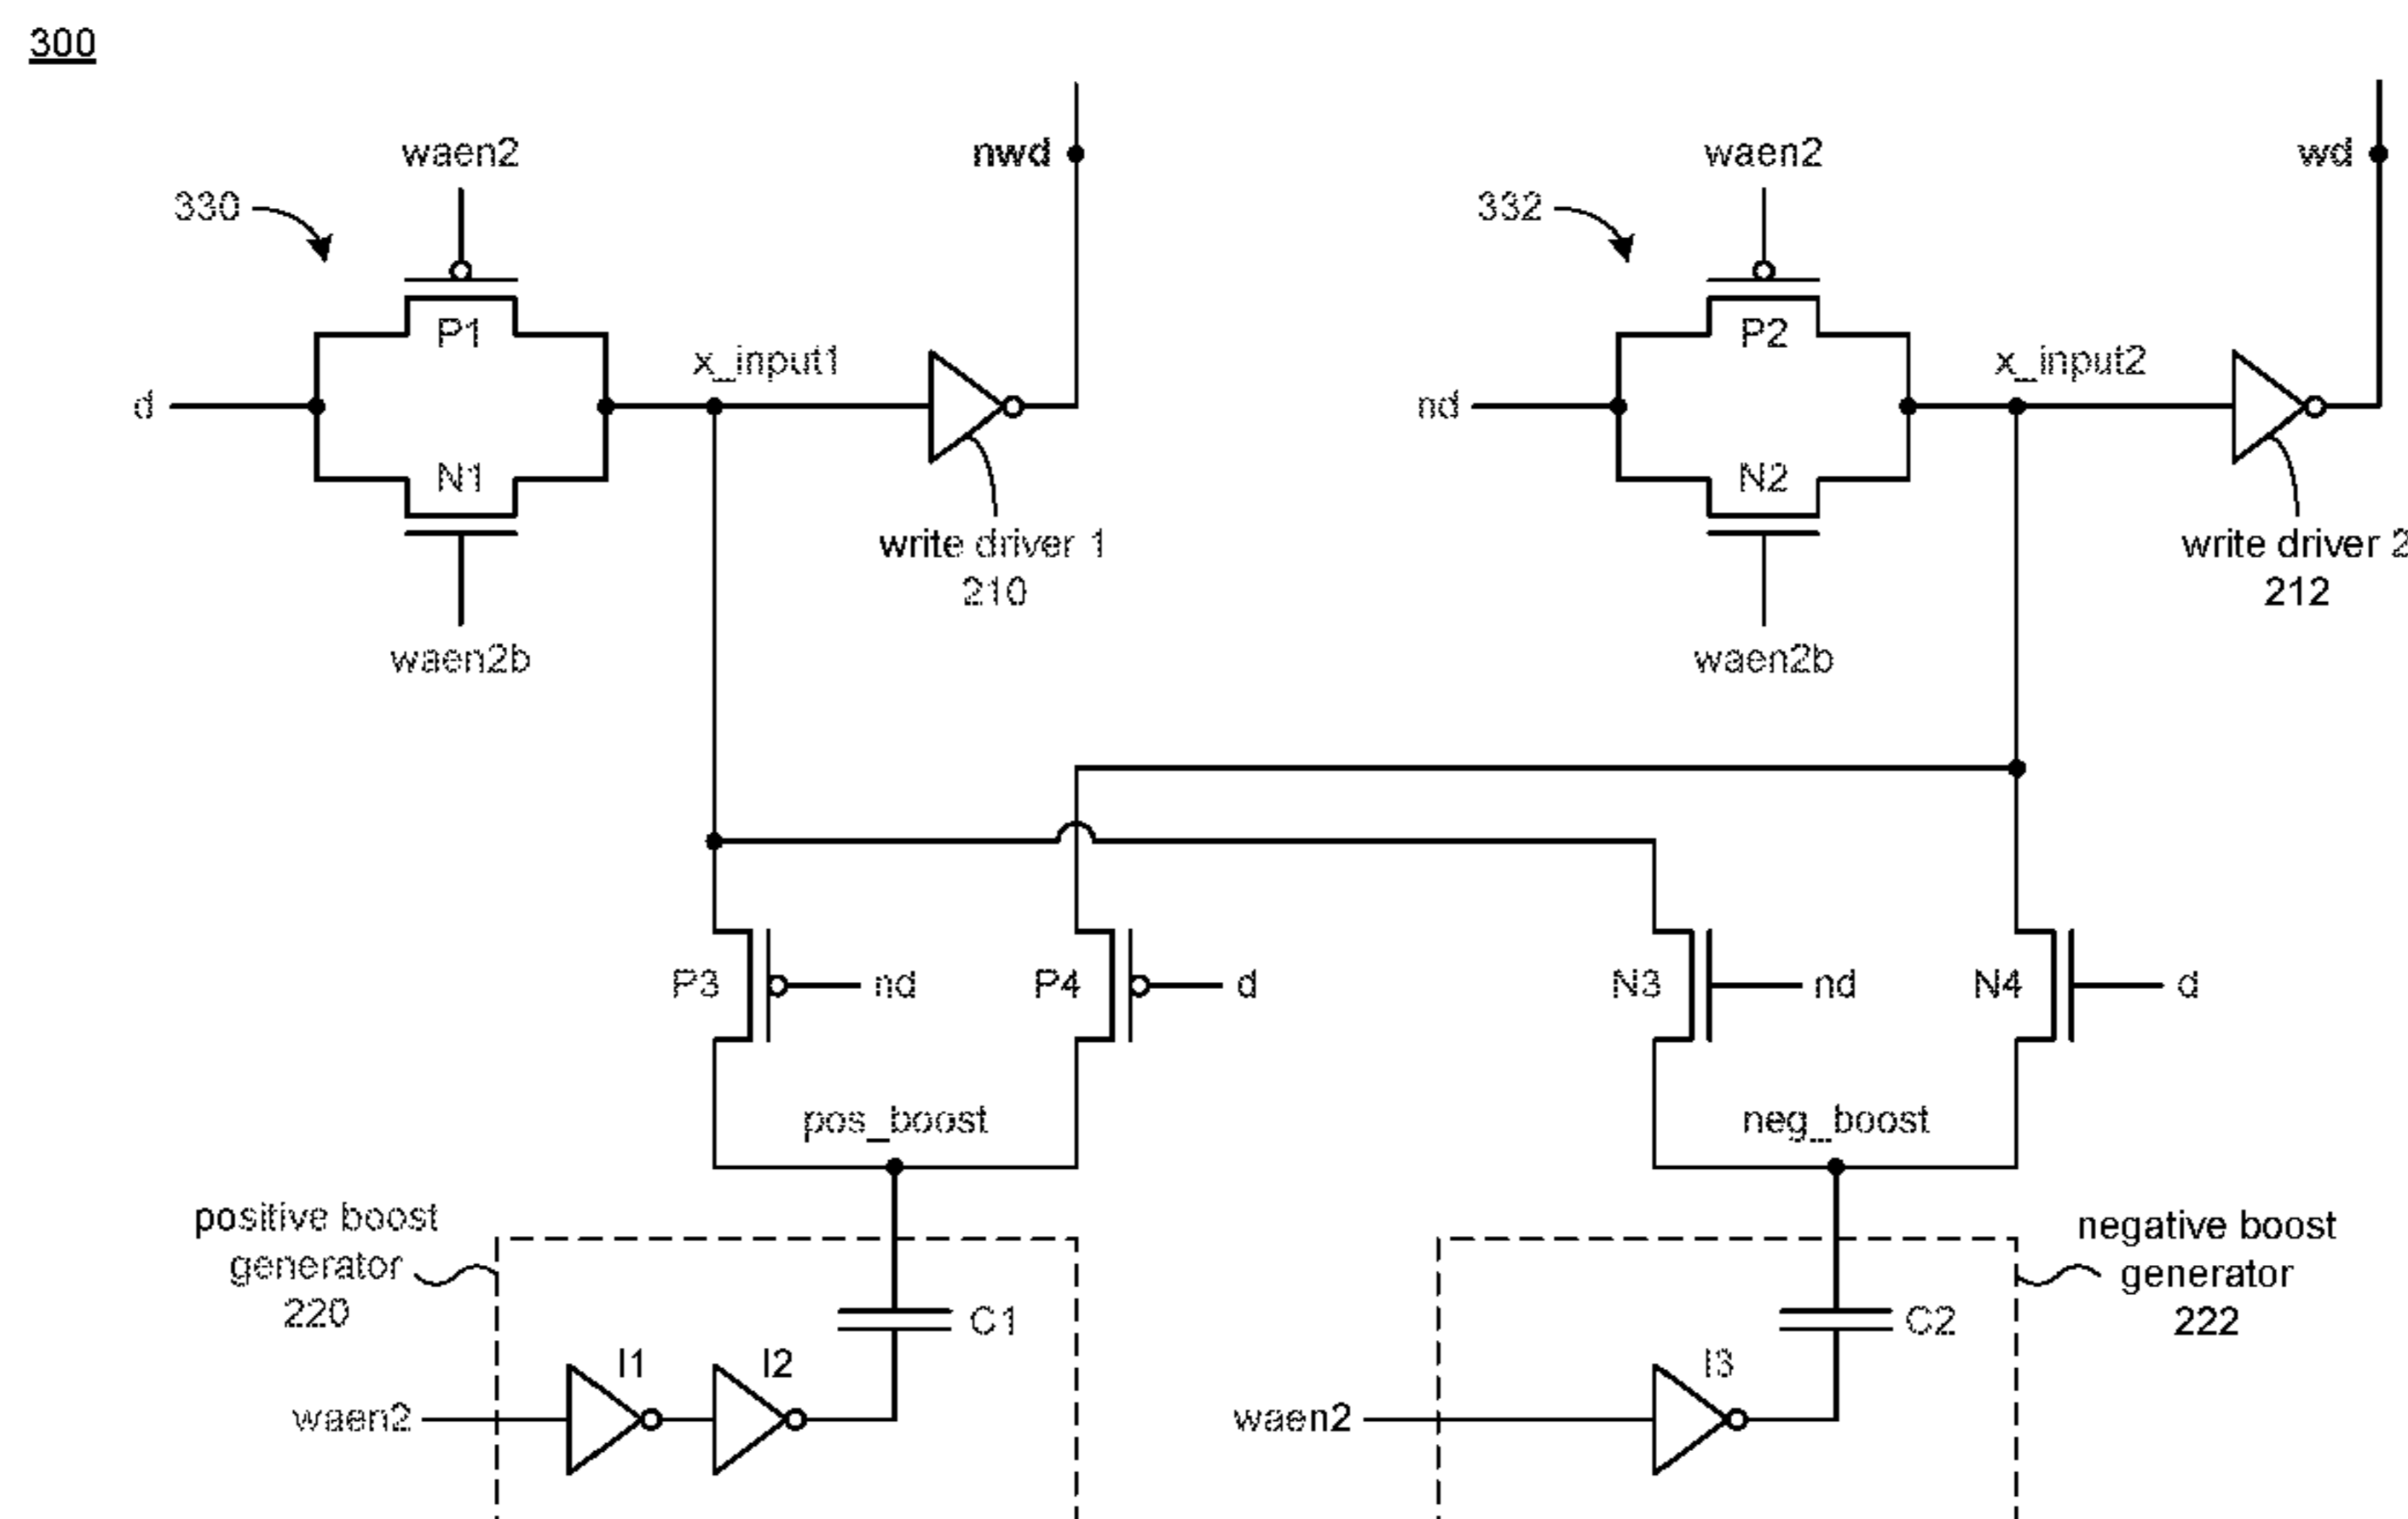 300
waen2
nwd
waen2
wd
330
332
P1
x_input1
P2
x_input2
d
nd
N1
N2
write driver 1
210
write driver 2
212
waen2b
waen2b
P3
nd
P4
d
N3
nd
N4
d
pos_boost
neg_boost
positive boost
generator
220
negative boost
generator
222
C1
C2
I1
I2
I3
waen2
waen2